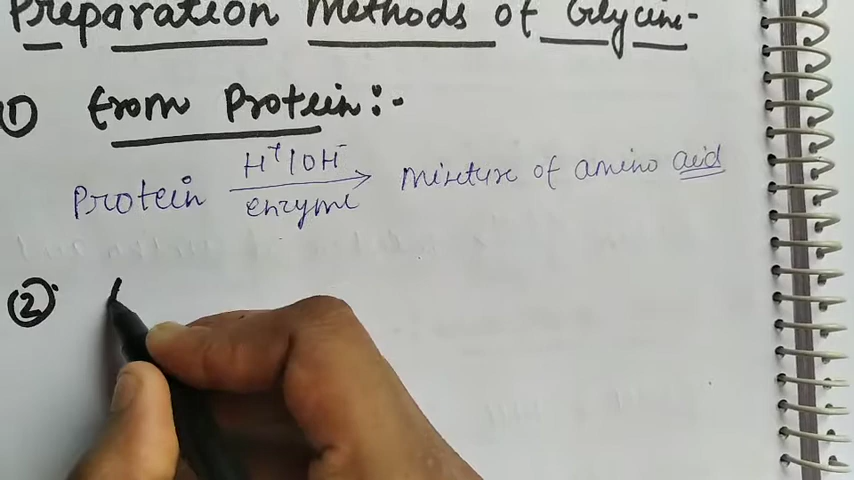 Preparation Methods of Glycine-
① from Protein:-
Protein H⁺/OH⁻ enzyme → mixture of amino acid
②